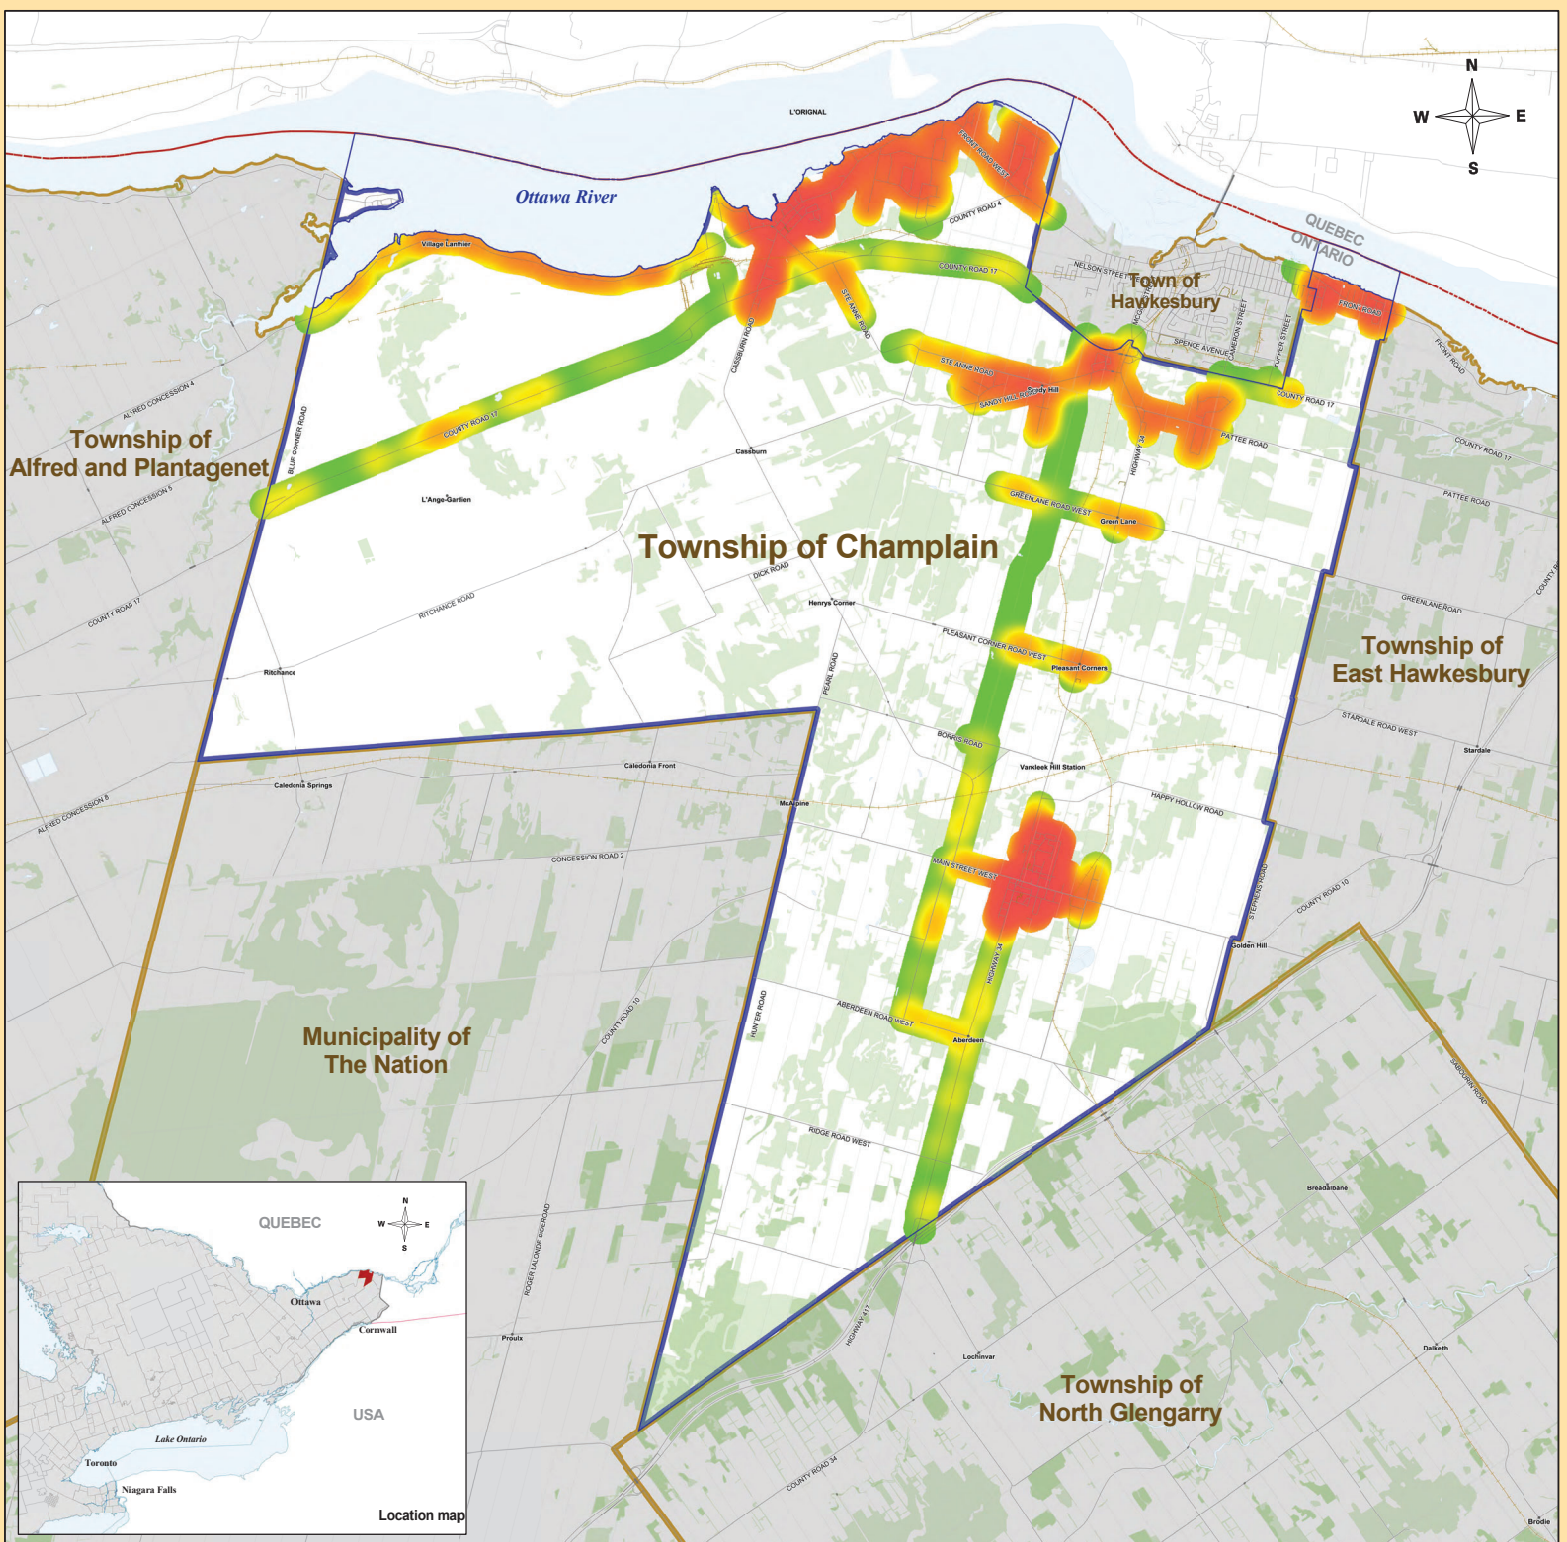 N
W E
S
L'ORIGNAL
Ottawa River
FRONT ROAD WEST
COUNTY ROAD 4
QUEBEC
ONTARIO
Village Lanthier
COUNTY ROAD 17
NELSON STREET
Town of
Hawkesbury
FRONT ROAD
STE ANNE ROAD
CASSBURN ROAD
CAMERON STREET
SPENCE AVENUE
FRONT ROAD
STE ANNE ROAD
SANDY HILL ROAD
Sandy Hill
ALFRED CONCESSION 4
COUNTY ROAD 17
COUNTY ROAD 17
BLUE CORNER ROAD
Township of
Alfred and Plantagenet
HIGHWAY 34
PATTEE ROAD
COUNTY ROAD 17
Cassburn
ALFRED CONCESSION 5
L'Ange-Gardien
GREENLANE ROAD WEST
Green Lane
PATTEE ROAD
Township of Champlain
DICK ROAD
COUNTY ROAD 17
RITCHANCE ROAD
Henrys Corner
GREENLANE ROAD
PLEASANT CORNER ROAD WEST
Pleasant Corners
Township of
East Hawkesbury
Ritchance
PEARL ROAD
STARDALE ROAD WEST
Stardale
BORRIS ROAD
Caledonia Front
Vankleek Hill Station
Caledonia Springs
McAlpine
HAPPY HOLLOW ROAD
ALFRED CONCESSION 8
CONCESSION ROAD 2
MAIN STREET WEST
STEPHENS ROAD
COUNTY ROAD 10
Golden Hill
HIGHWAY 34
COUNTY ROAD 10
HUNTER ROAD
ABERDEEN ROAD WEST
Aberdeen
Municipality of
The Nation
SABOURIN ROAD
RIDGE ROAD WEST
Breadalbane
ROGER LALONDE SIDEROAD
HIGHWAY 417
Proulx
Lochinvar
Dalkeith
Township of
North Glengarry
COUNTY ROAD 34
Brodie
QUEBEC
N
W E
S
Ottawa
Cornwall
USA
Lake Ontario
Toronto
Niagara Falls
Location map